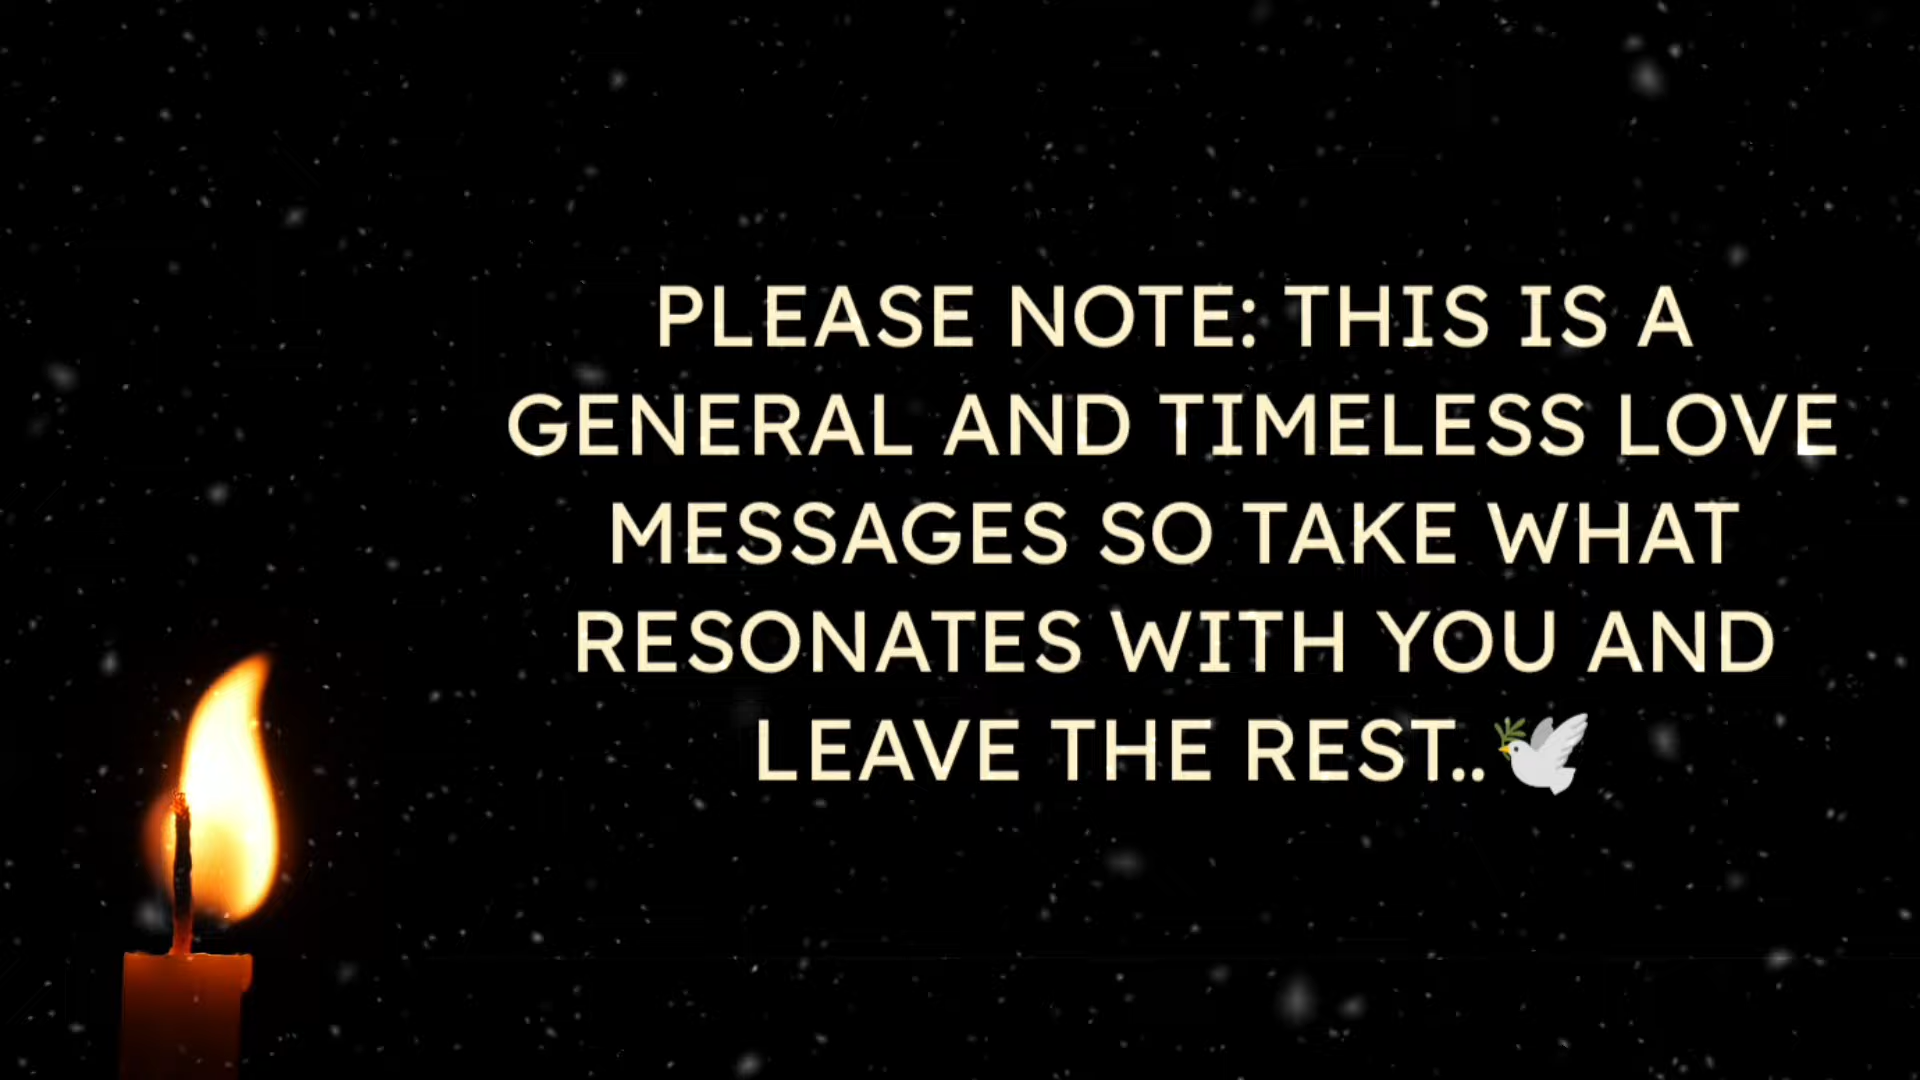 PLEASE NOTE: THIS IS A
GENERAL AND TIMELESS LOVE
MESSAGES SO TAKE WHAT
RESONATES WITH YOU AND
LEAVE THE REST..🕊️